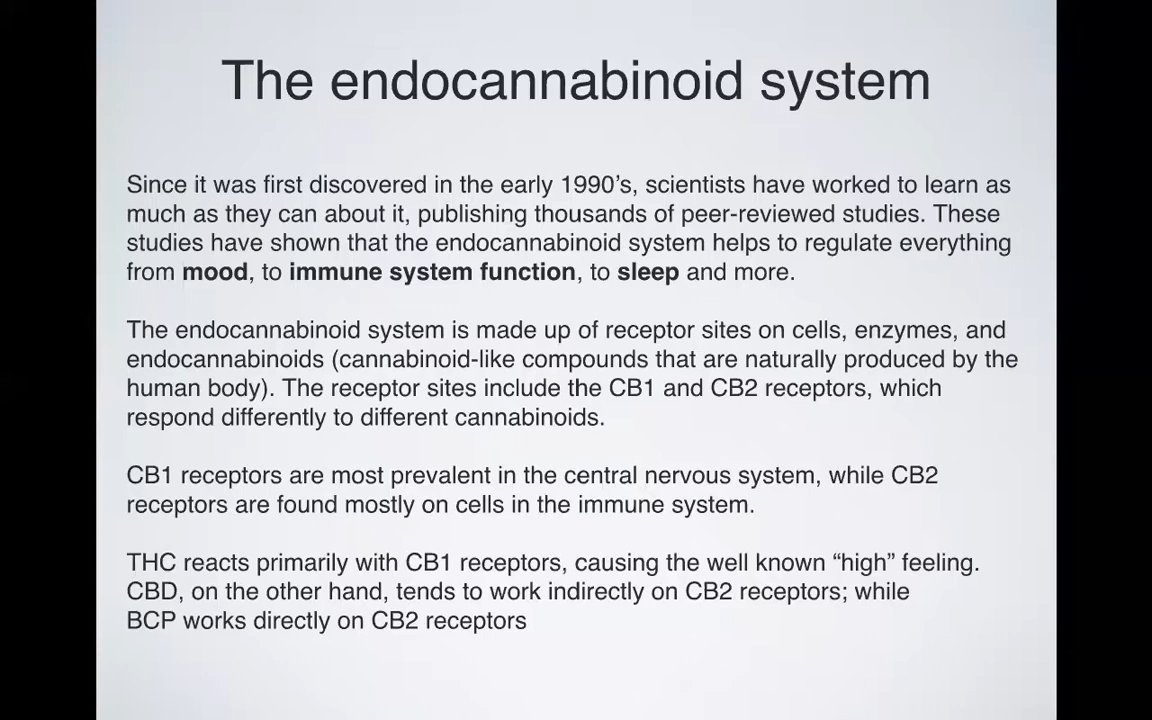 The endocannabinoid system
Since it was first discovered in the early 1990’s, scientists have worked to learn as
much as they can about it, publishing thousands of peer-reviewed studies. These
studies have shown that the endocannabinoid system helps to regulate everything
from mood, to immune system function, to sleep and more.
The endocannabinoid system is made up of receptor sites on cells, enzymes, and
endocannabinoids (cannabinoid-like compounds that are naturally produced by the
human body). The receptor sites include the CB1 and CB2 receptors, which
respond differently to different cannabinoids.
CB1 receptors are most prevalent in the central nervous system, while CB2
receptors are found mostly on cells in the immune system.
THC reacts primarily with CB1 receptors, causing the well known “high” feeling.
CBD, on the other hand, tends to work indirectly on CB2 receptors; while
BCP works directly on CB2 receptors